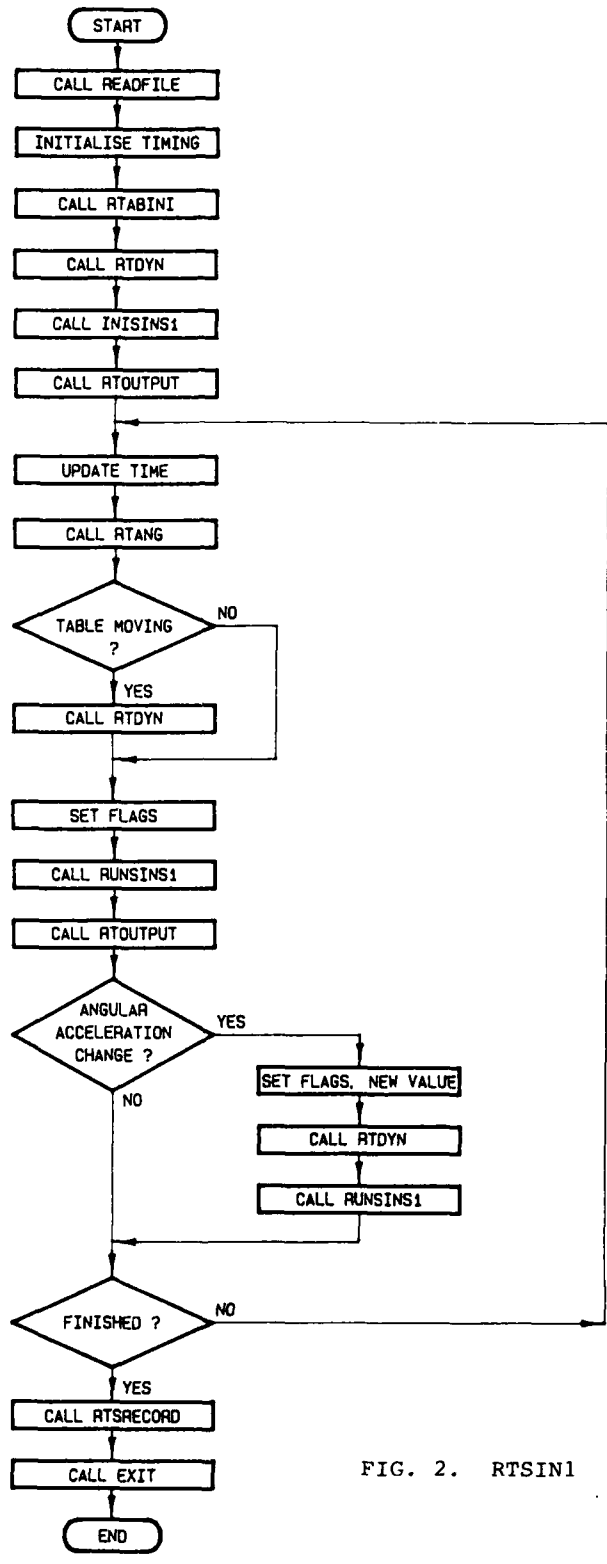 START
CALL READFILE
INITIALISE TIMING
CALL RTABINI
CALL RTDYN
CALL INISINS1
CALL RTOUTPUT
UPDATE TIME
CALL RTANG
TABLE MOVING
?
NO
YES
CALL RTDYN
SET FLAGS
CALL RUNSINS1
CALL RTOUTPUT
ANGULAR
ACCELERATION
CHANGE ?
YES
NO
SET FLAGS, NEW VALUE
CALL RTDYN
CALL RUNSINS1
FINISHED ?
NO
YES
CALL RTSRECORD
CALL EXIT
END
FIG. 2. RTSIN1